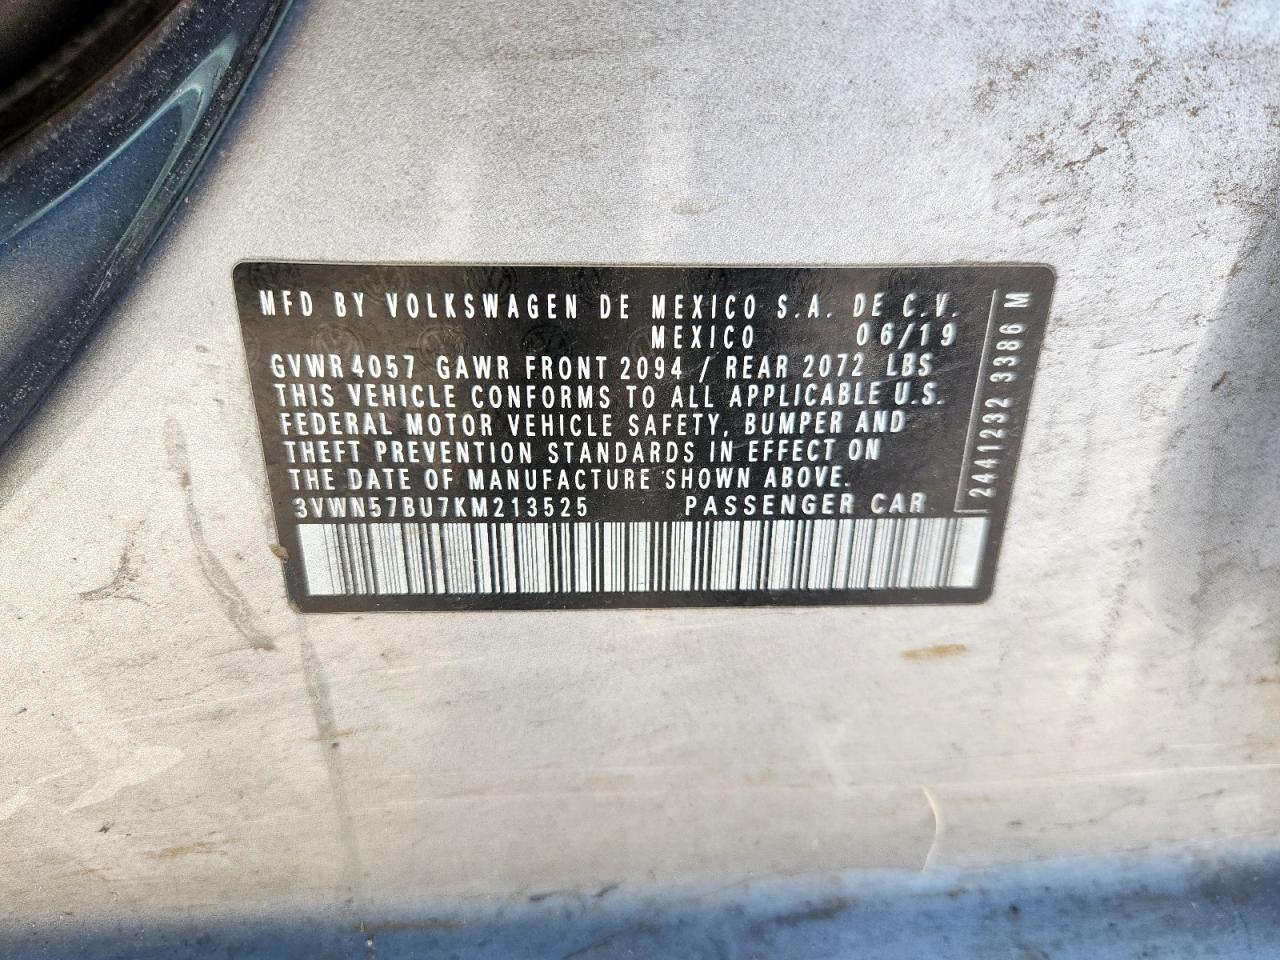 MFD BY VOLKSWAGEN DE MEXICO S.A. DE C.V.
MEXICO 06/19
GVWR 4057 GAWR FRONT 2094 / REAR 2072 LBS
THIS VEHICLE CONFORMS TO ALL APPLICABLE U.S.
FEDERAL MOTOR VEHICLE SAFETY, BUMPER AND
THEFT PREVENTION STANDARDS IN EFFECT ON
THE DATE OF MANUFACTURE SHOWN ABOVE.
3VWN57BU7KM213525 PASSENGER CAR
2441232 3386 M